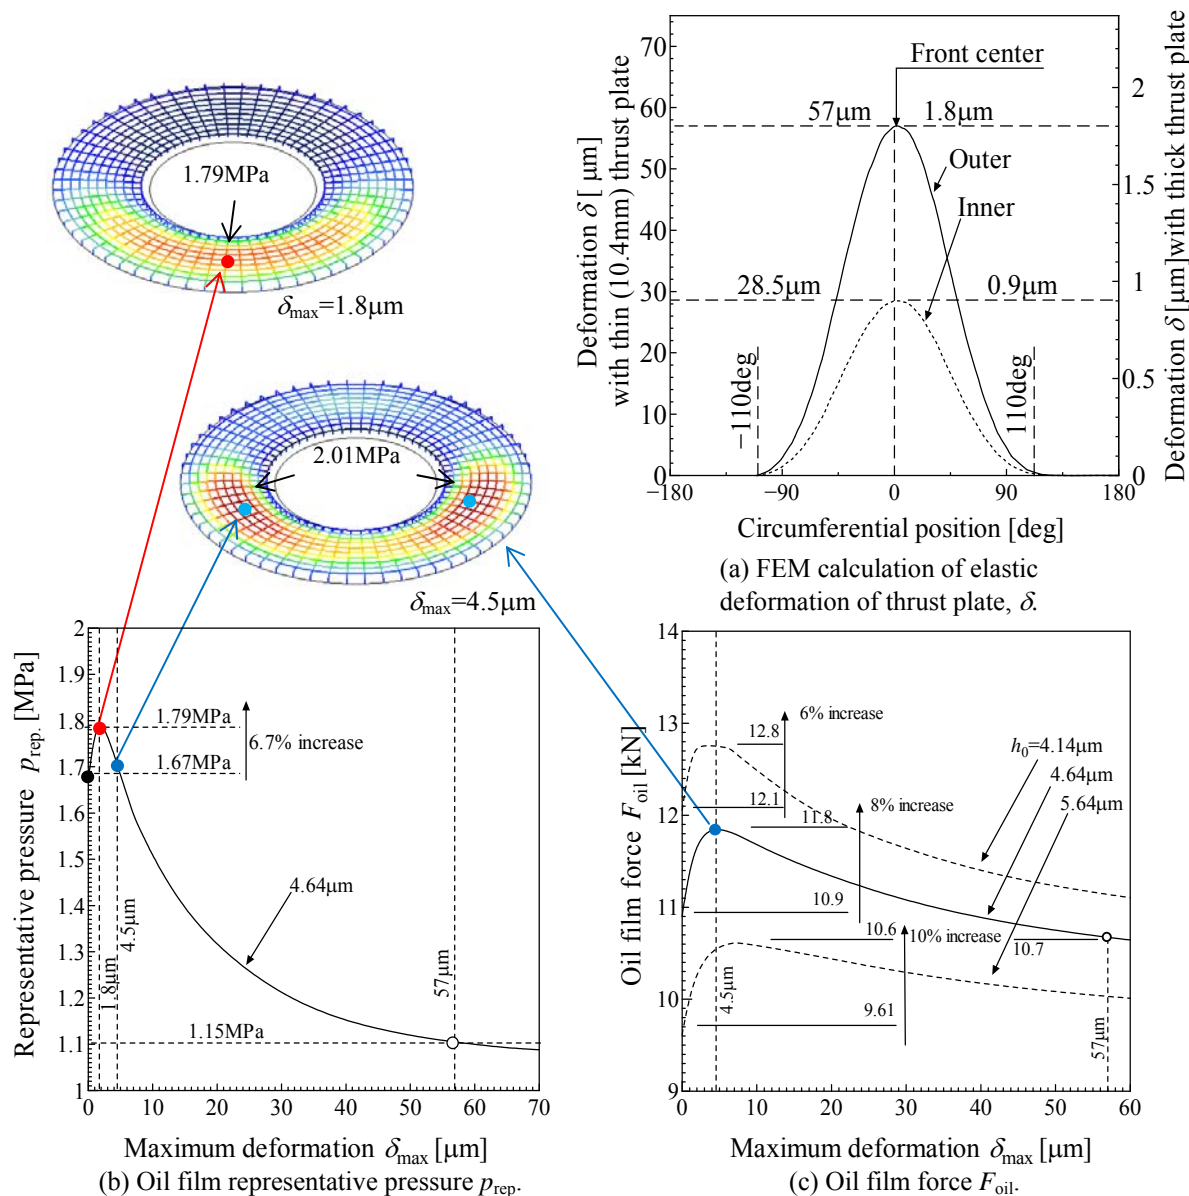 1.79MPa
δmax=1.8μm
2.01MPa
δmax=4.5μm
Deformation δ [ μm]
with thin (10.4mm) thrust plate
70
60
50
40
30
20
10
0
Front center
57μm
1.8μm
Outer
Inner
28.5μm
0.9μm
−110deg
110deg
2
1.5
1
0.5
0
Deformation δ [μm]with thick thrust plate
−180
−90
0
90
180
Circumferential position [deg]
(a) FEM calculation of elastic
deformation of thrust plate, δ.
Representative pressure prep. [MPa]
2
1.9
1.8
1.7
1.6
1.5
1.4
1.3
1.2
1.1
1
1.79MPa
6.7% increase
1.67MPa
4.64μm
1.8μm
4.5μm
57μm
1.15MPa
0
10
20
30
40
50
60
70
Maximum deformation δmax [μm]
(b) Oil film representative pressure prep.
Oil film force Foil [kN]
14
13
12
11
10
9
6% increase
12.8
h0=4.14μm
4.64μm
5.64μm
12.1
8% increase
11.8
10.9
10.6
10% increase
10.7
9.61
4.5μm
57μm
0
10
20
30
40
50
60
Maximum deformation δmax [μm]
(c) Oil film force Foil.